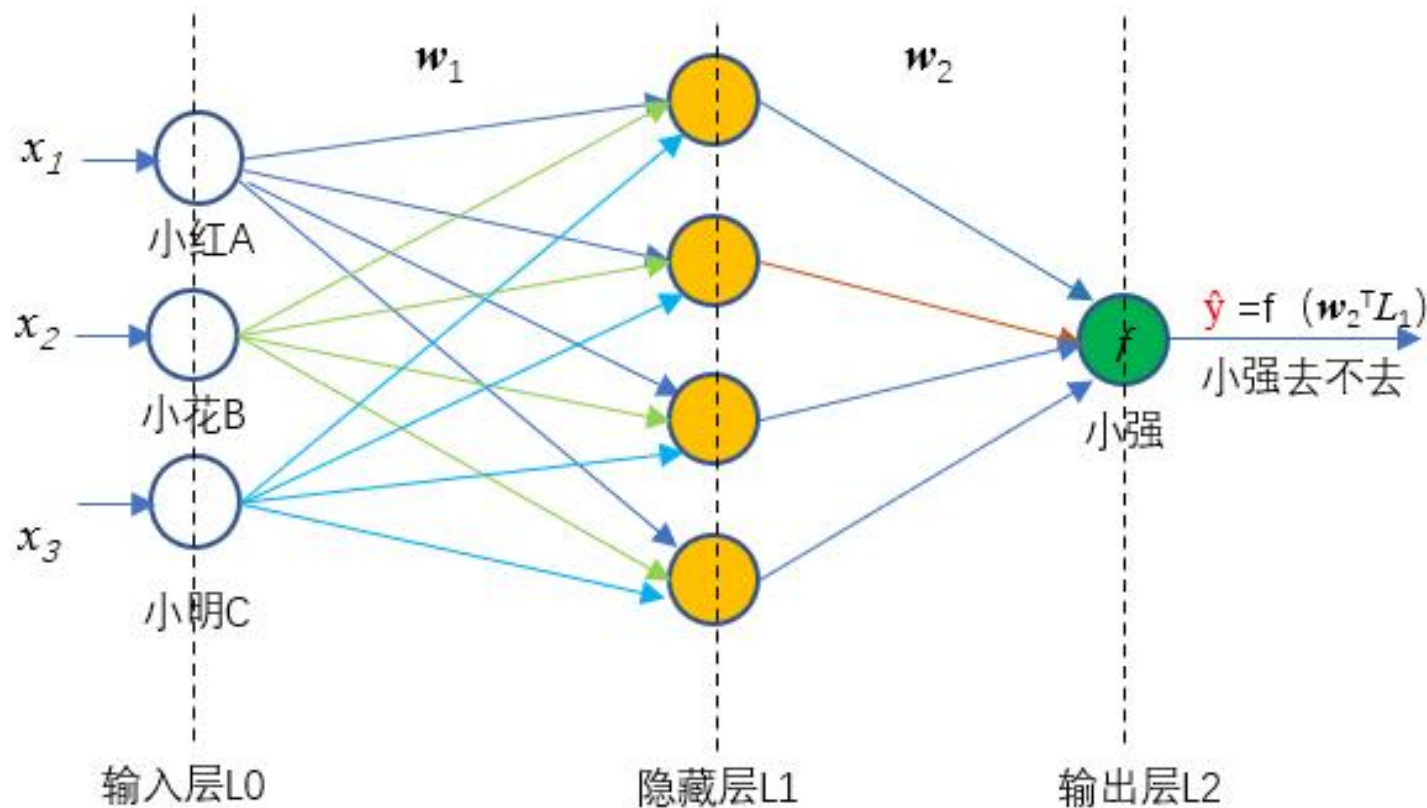 w₁
w₂
x₁
小红A
x₂
小花B
x₃
小明C
f
小强
ŷ =f (w₂ᵀL₁)
小强去不去
输入层L0
隐藏层L1
输出层L2